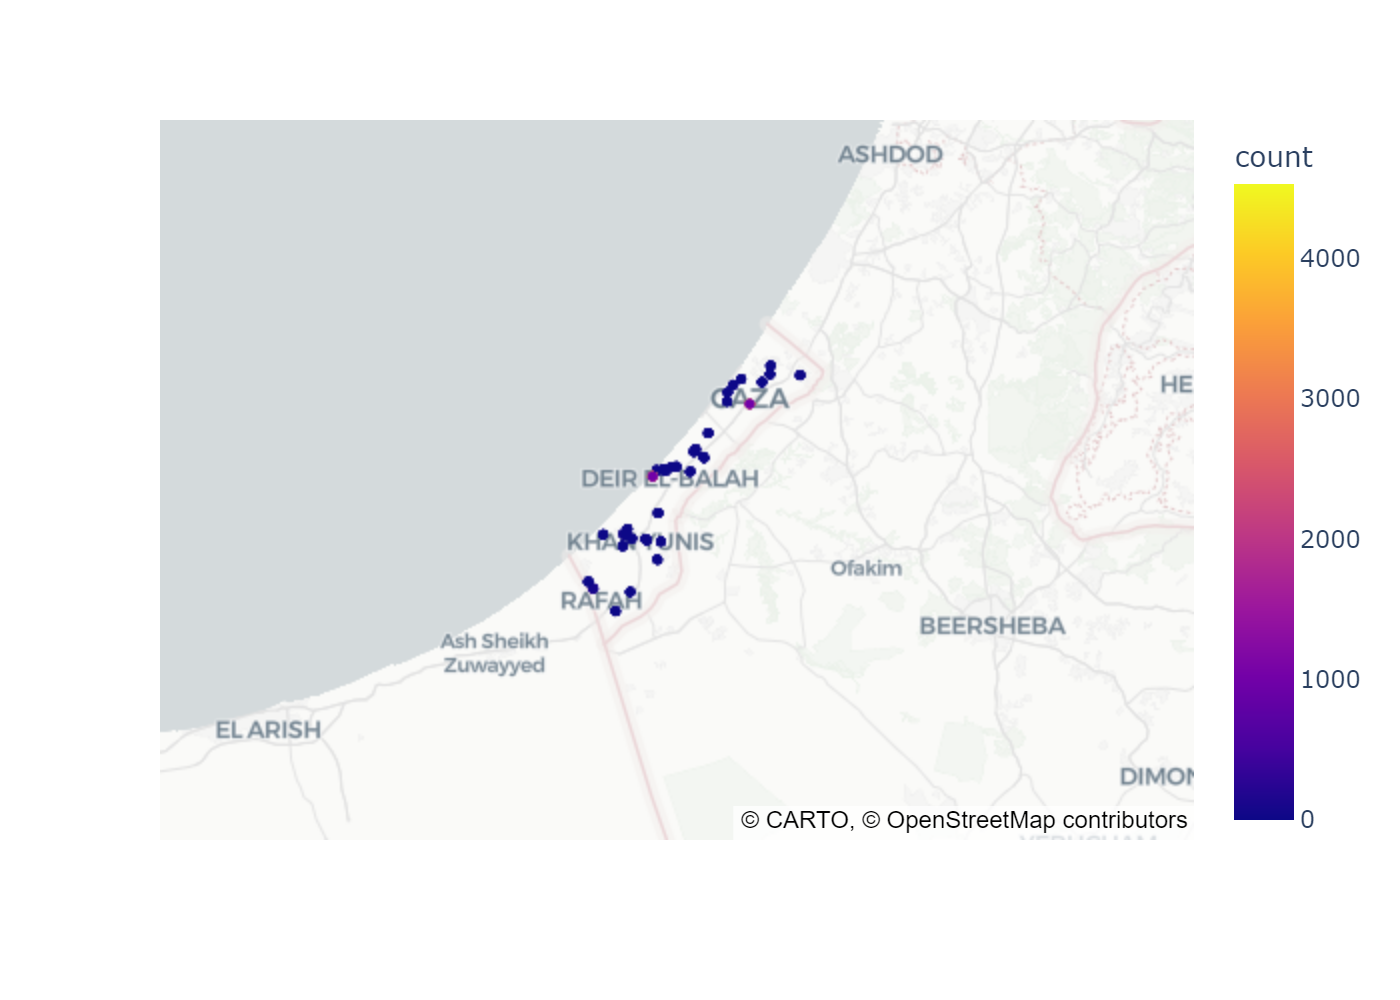 count
ASHDOD
4000
HE
3000
GAZA
DEIR EL-BALAH
2000
KHAN YUNIS
Ofakim
RAFAH
BEERSHEBA
Ash Sheikh
Zuwayyed
1000
EL ARISH
DIMON
© CARTO, © OpenStreetMap contributors
0